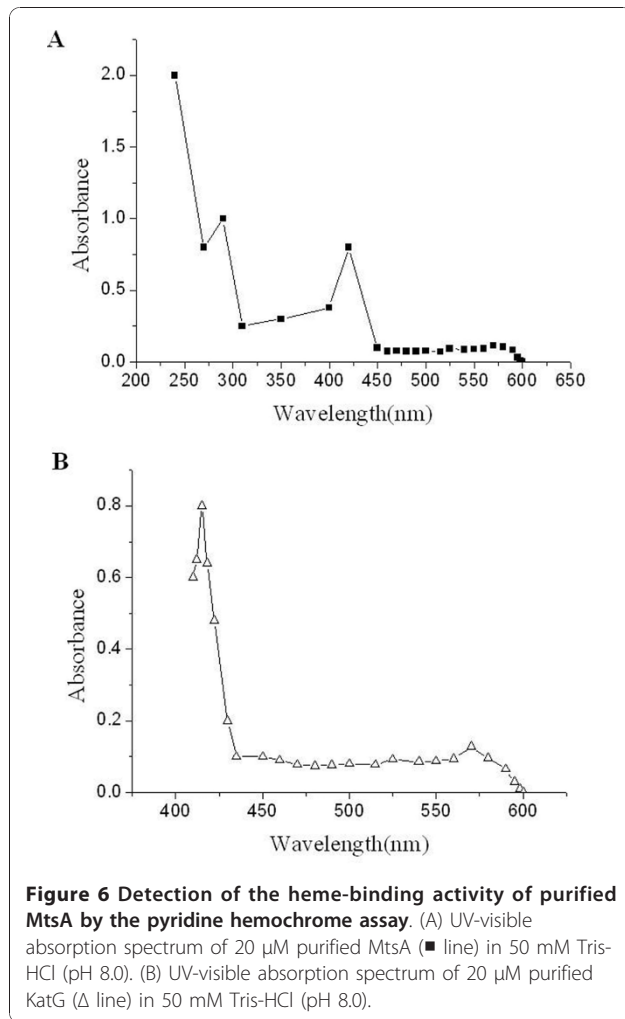 A
2.0
1.5
1.0
0.5
0.0
Absorbance
200 250 300 350 400 450 500 550 600 650
Wavelength(nm)
B
0.8
0.6
0.4
0.2
0.0
Absorbance
400 450 500 550 600
Wavelength(nm)
Figure 6 Detection of the heme-binding activity of purified
MtsA by the pyridine hemochrome assay. (A) UV-visible
absorption spectrum of 20 μM purified MtsA (■ line) in 50 mM Tris-
HCl (pH 8.0). (B) UV-visible absorption spectrum of 20 μM purified
KatG (Δ line) in 50 mM Tris-HCl (pH 8.0).